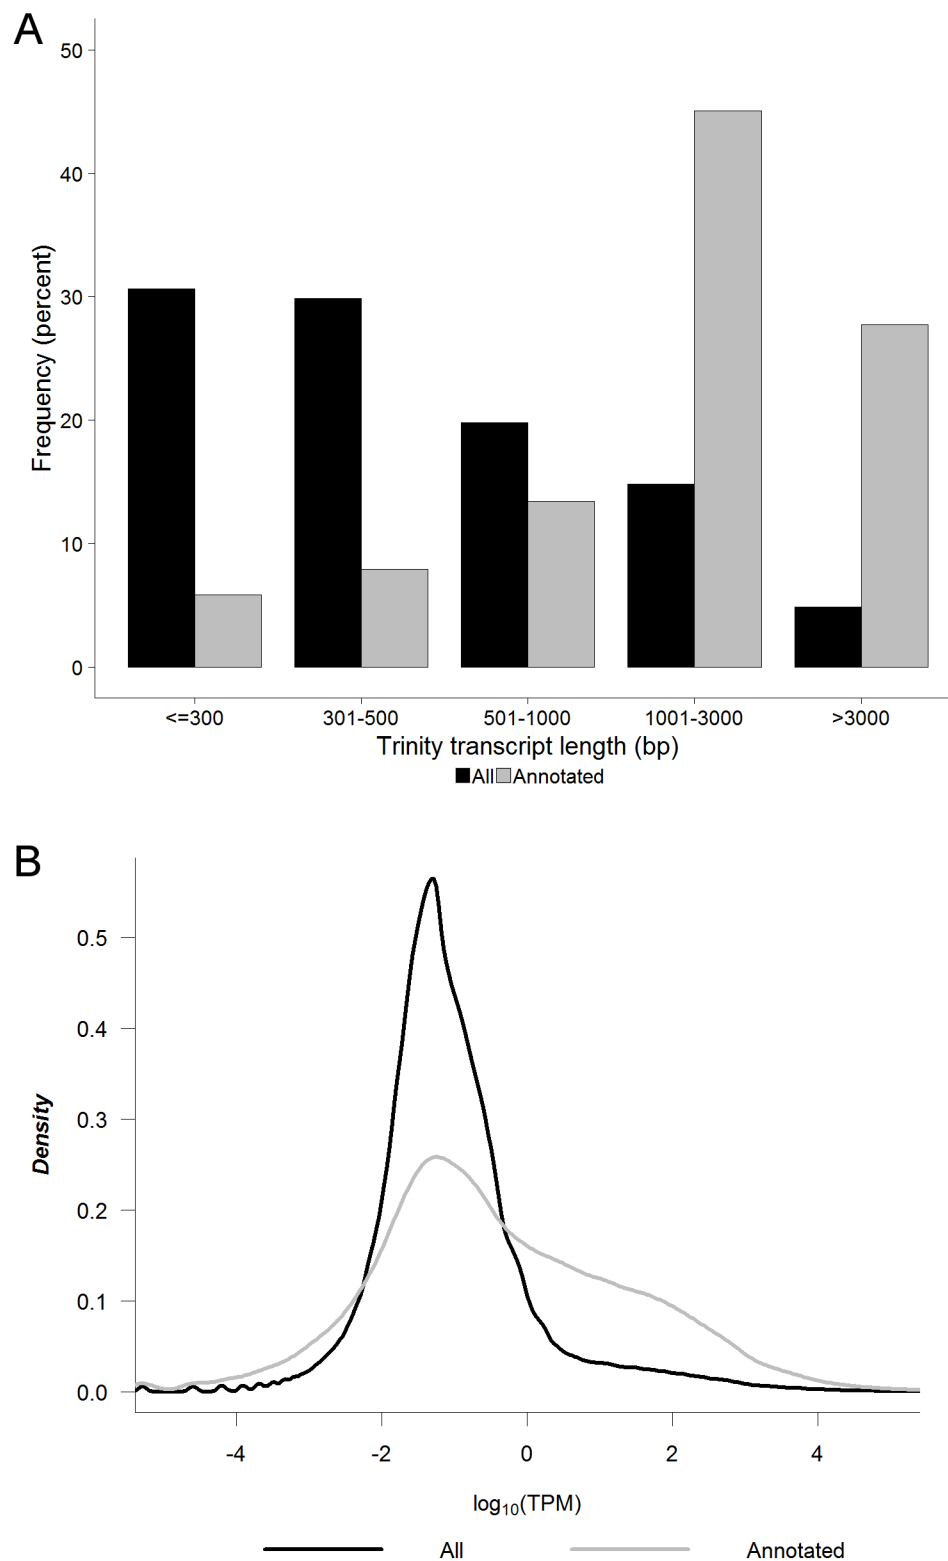 A
50
40
30
20
10
0
Frequency (percent)
<=300 301-500 501-1000 1001-3000 >3000
Trinity transcript length (bp)
All Annotated
B
0.5
0.4
0.3
0.2
0.1
0.0
Density
-4 -2 0 2 4
log10(TPM)
All Annotated